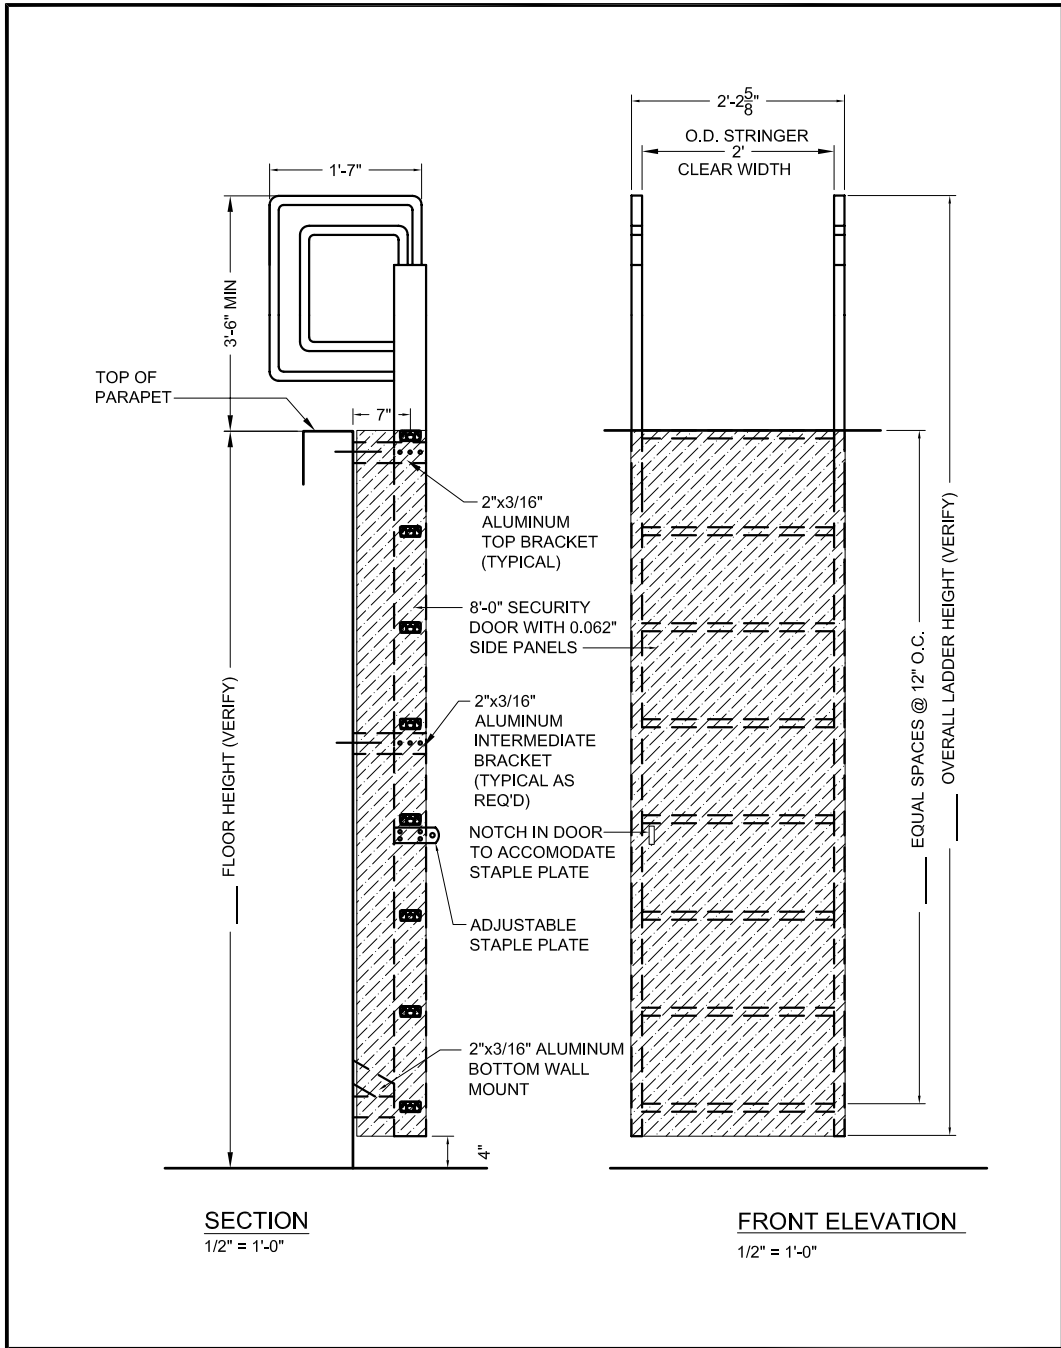 2'-2 5/8"
O.D. STRINGER
2'
CLEAR WIDTH
1'-7"
3'-6" MIN
TOP OF
PARAPET
7"
2"x3/16"
ALUMINUM
TOP BRACKET
(TYPICAL)
8'-0" SECURITY
DOOR WITH 0.062"
SIDE PANELS
2"x3/16"
ALUMINUM
INTERMEDIATE
BRACKET
(TYPICAL AS
REQ'D)
NOTCH IN DOOR
TO ACCOMODATE
STAPLE PLATE
ADJUSTABLE
STAPLE PLATE
2"x3/16" ALUMINUM
BOTTOM WALL
MOUNT
FLOOR HEIGHT (VERIFY)
EQUAL SPACES @ 12" O.C.
OVERALL LADDER HEIGHT (VERIFY)
4"
SECTION
1/2" = 1'-0"
FRONT ELEVATION
1/2" = 1'-0"